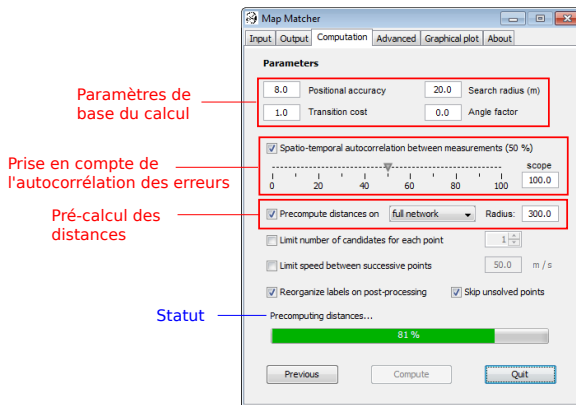 Map Matcher
Input Output Computation Advanced Graphical plot About
Parameters
8.0 Positional accuracy 20.0 Search radius (m)
1.0 Transition cost 0.0 Angle factor
Paramètres de
base du calcul
Spatio-temporal autocorrelation between measurements (50 %)
scope
0 20 40 60 80 100 100.0
Prise en compte de
l'autocorrélation des erreurs
Precompute distances on full network Radius: 300.0
Pré-calcul des
distances
Limit number of candidates for each point 1
Limit speed between successive points 50.0 m / s
Reorganize labels on post-processing Skip unsolved points
Statut
Precomputing distances...
81 %
Previous Compute Quit